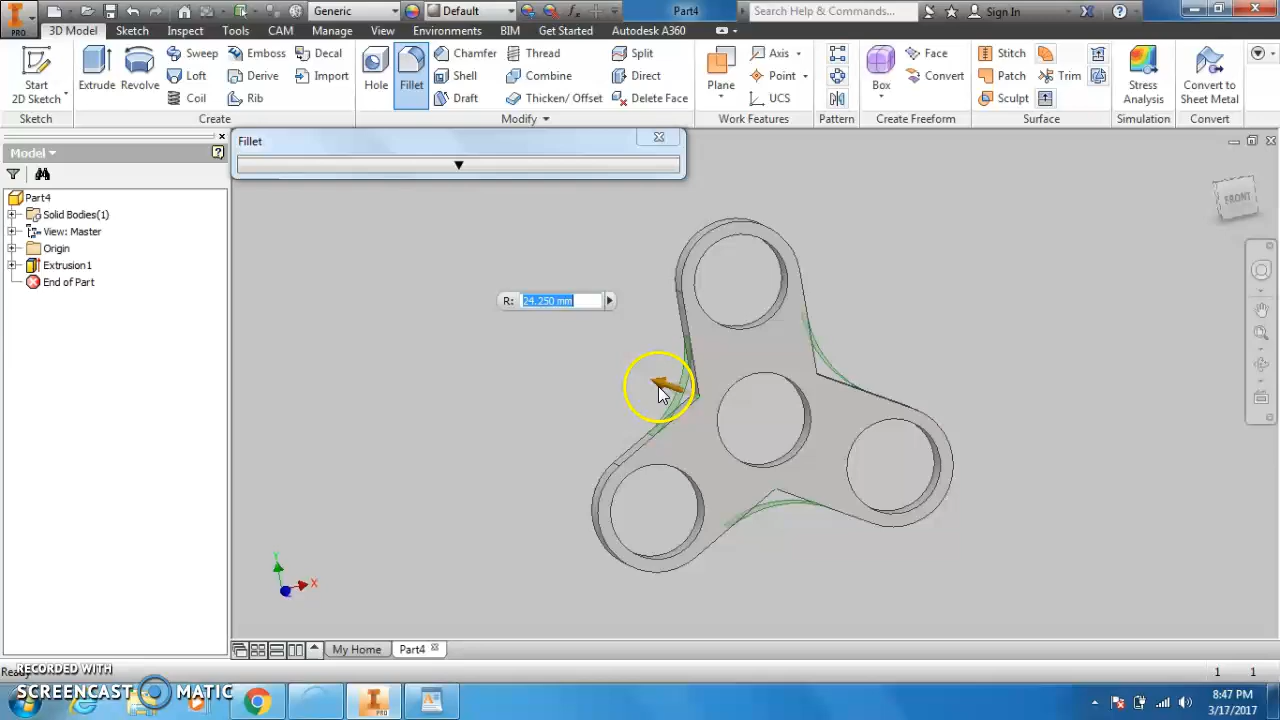 Generic
Default
Part4
Search Help & Commands...
Sign In
PRO
3D Model
Sketch
Inspect
Tools
CAM
Manage
View
Environments
BIM
Get Started
Autodesk A360
Start
2D Sketch
Extrude
Revolve
Sweep
Loft
Coil
Emboss
Derive
Rib
Decal
Import
Hole
Fillet
Chamfer
Shell
Draft
Thread
Combine
Thicken/ Offset
Split
Direct
Delete Face
Plane
Axis
Point
UCS
Box
Face
Convert
Stitch
Patch
Sculpt
Trim
Stress
Analysis
Convert to
Sheet Metal
Sketch
Create
Modify
Work Features
Pattern
Create Freeform
Surface
Simulation
Convert
Model
Part4
Solid Bodies(1)
View: Master
Origin
Extrusion1
End of Part
Fillet
R:
24.250 mm
FRONT
Y
X
My Home
Part4
Ready
1
1
RECORDED WITH
SCREENCAST MATIC
PRO
8:47 PM
3/17/2017